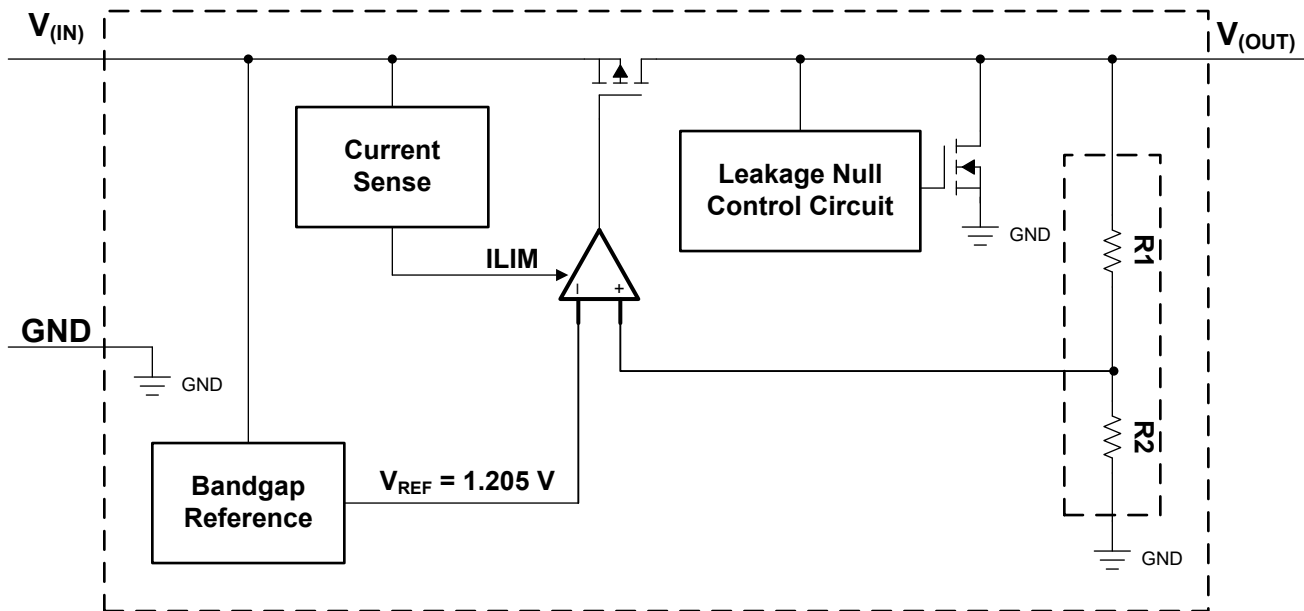 V(IN)
V(OUT)
Current
Sense
Leakage Null
Control Circuit
GND
R1
ILIM
– +
GND
GND
R2
Bandgap
Reference
VREF = 1.205 V
GND